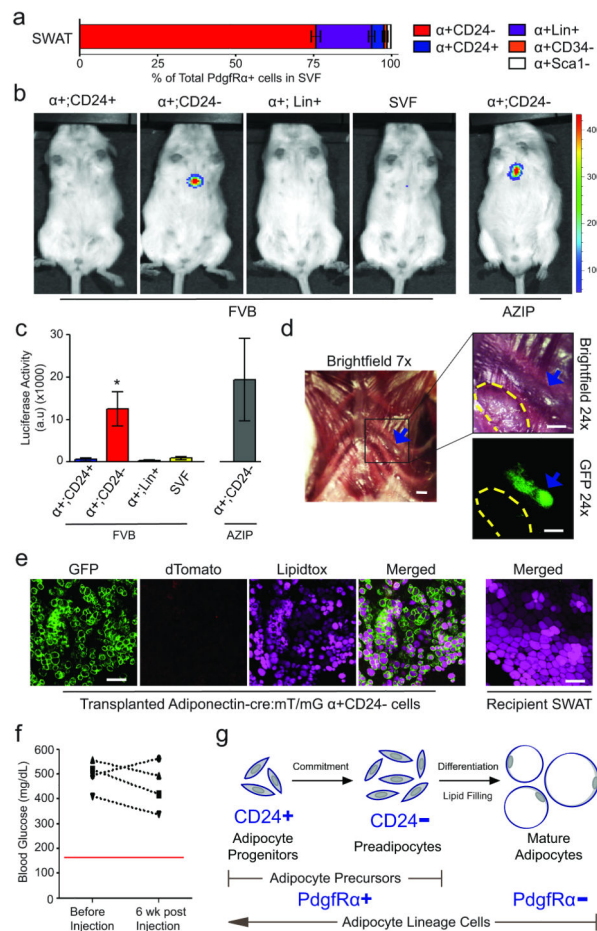 a
SWAT
0 25 50 75 100
% of Total PdgfRα+ cells in SVF
α+CD24-
α+CD24+
α+Lin+
α+CD34-
α+Sca1-
b
α+;CD24+ α+;CD24- α+; Lin+ SVF α+;CD24-
40
30
20
10
FVB AZIP
c
Luciferase Activity
(a.u) (x1000)
30
20
10
0
*
α+;CD24+
α+;CD24-
α+;Lin+
SVF
α+;CD24-
FVB AZIP
d
Brightfield 7x
Brightfield 24x
GFP 24x
e
GFP dTomato Lipidtox Merged Merged
Transplanted Adiponectin-cre:mT/mG α+CD24- cells Recipient SWAT
f
Blood Glucose (mg/dL)
600
500
400
300
200
100
0
Before
Injection
6 wk post
Injection
g
Commitment
Differentiation
Lipid Filling
CD24+
Adipocyte
Progenitors
CD24−
Preadipocytes
Mature
Adipocytes
Adipocyte Precursors
PdgfRα+ PdgfRα−
Adipocyte Lineage Cells